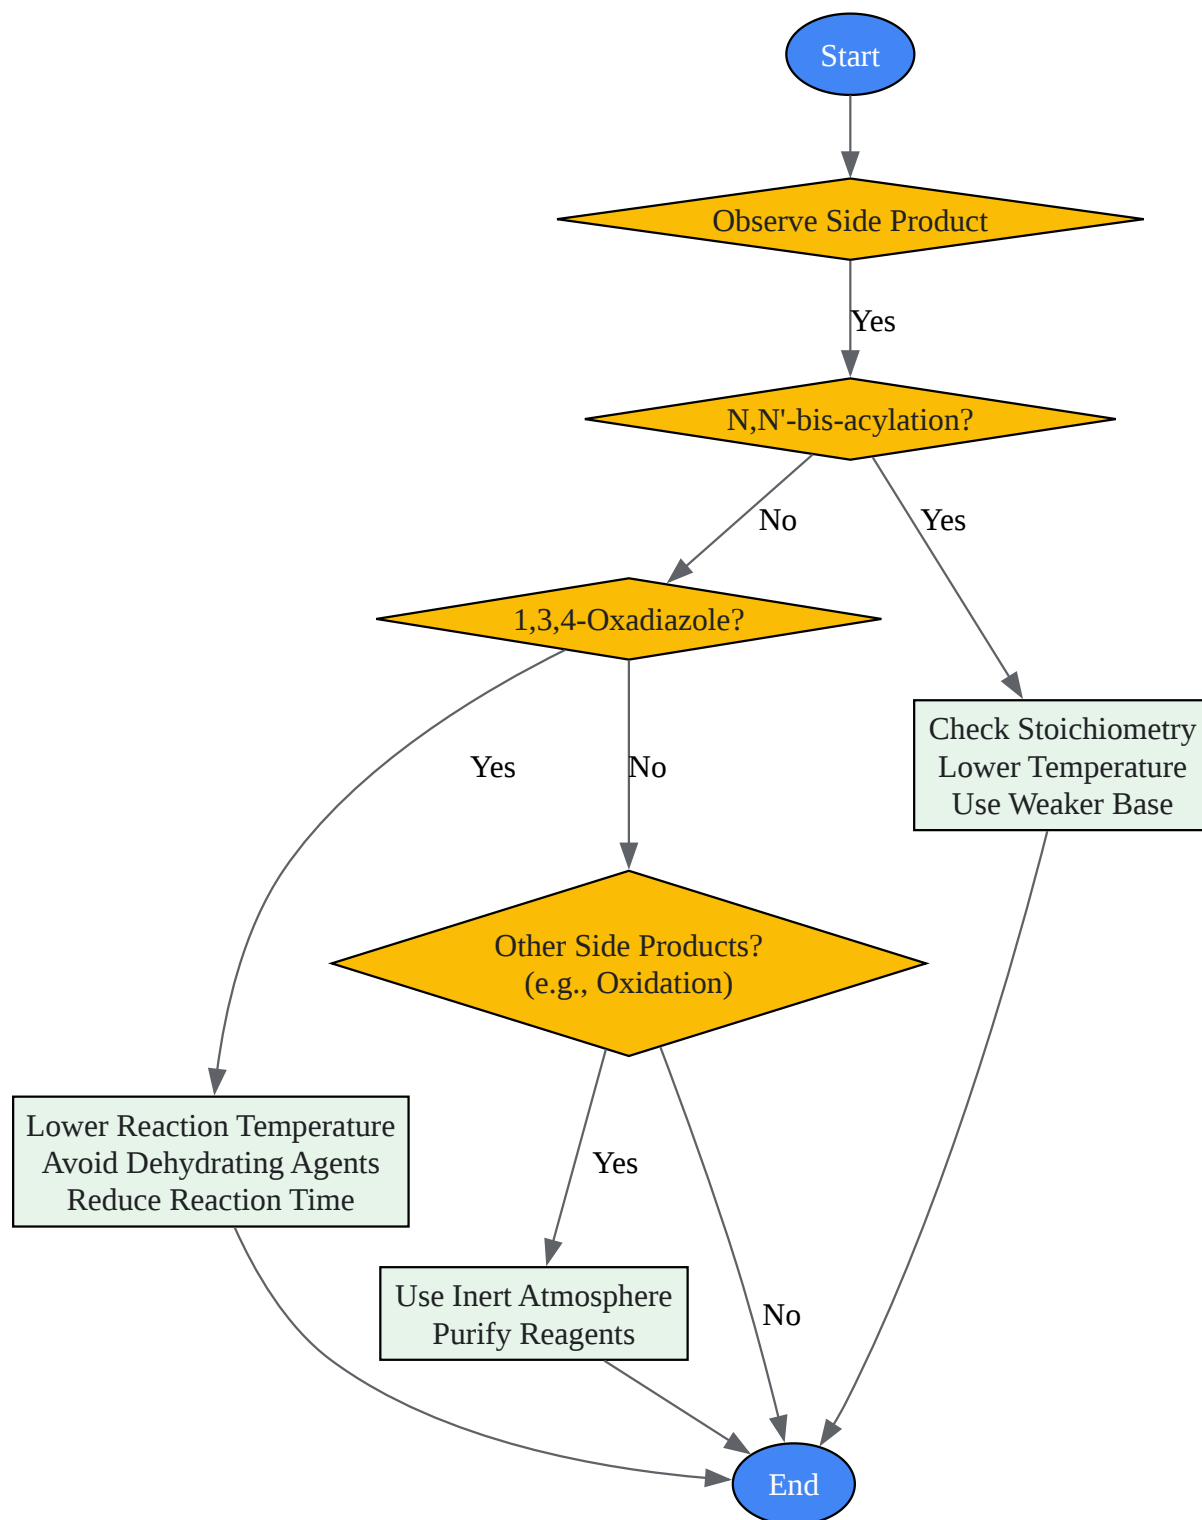 Start
Observe Side Product
Yes
N,N'-bis-acylation?
No
Yes
1,3,4-Oxadiazole?
Check Stoichiometry
Lower Temperature
Use Weaker Base
Yes
No
Other Side Products?
(e.g., Oxidation)
Lower Reaction Temperature
Avoid Dehydrating Agents
Reduce Reaction Time
Yes
Use Inert Atmosphere
Purify Reagents
No
End